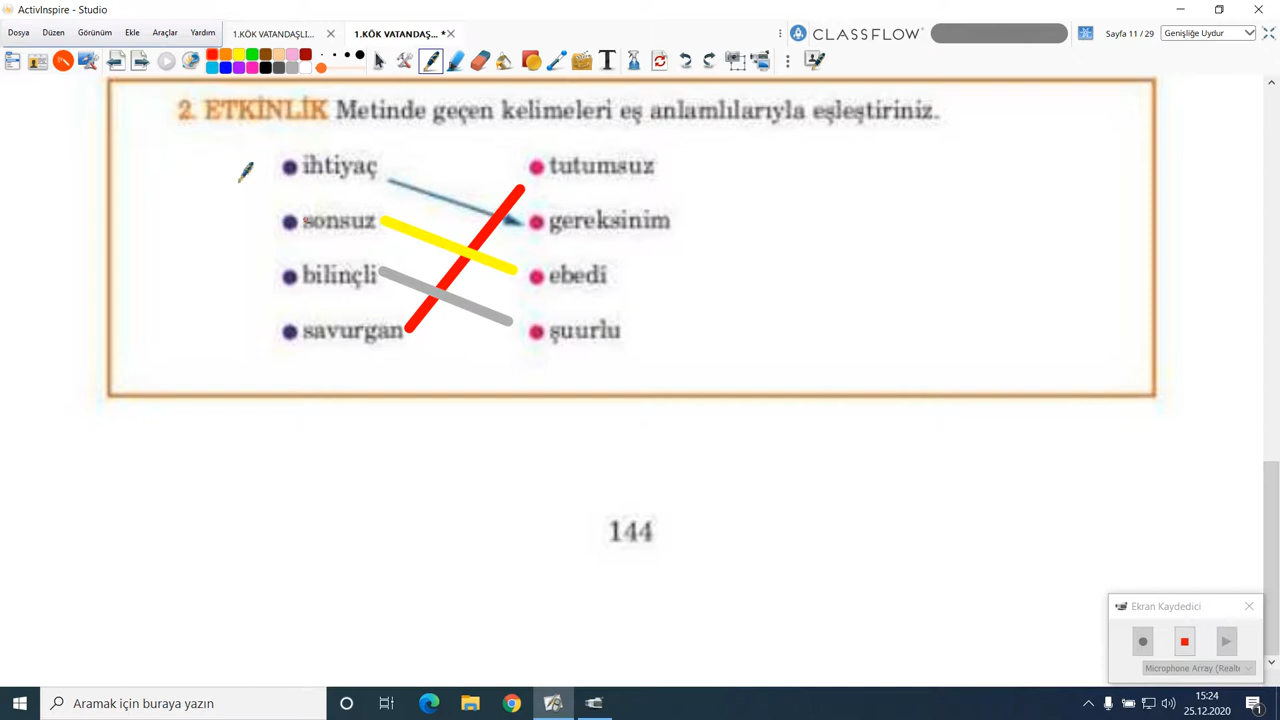 ActivInspire - Studio
Dosya Düzen Görünüm Ekle Araçlar Yardım
1.KÖK VATANDAŞLI...
1.KÖK VATANDAŞ... *
CLASSFLOW
Sayfa 11 / 29
Genişliğe Uydur
2. ETKİNLİK Metinde geçen kelimeleri eş anlamlılarıyla eşleştiriniz.
ihtiyaç tutumsuz
sonsuz gereksinim
bilinçli ebedî
savurgan şuurlu
144
Ekran Kaydedici
Microphone Array (Realt
Aramak için buraya yazın
15:24
25.12.2020
1